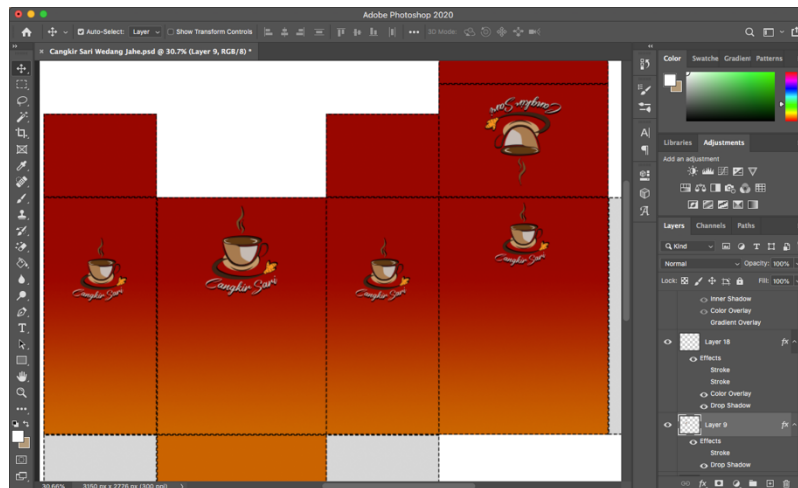 Adobe Photoshop 2020
Auto-Select: Layer Show Transform Controls 3D Mode:
× Cangkir Sari Wedang Jahe.psd @ 30.7% (Layer 9, RGB/8) *
Color Swatche Gradien Patterns
Cangkir Sari
Cangkir Sari
Cangkir Sari
Cangkir Sari
Cangkir Sari
Libraries Adjustments
Add an adjustment
Layers Channels Paths
Kind
Normal Opacity: 100%
Lock: Fill: 100%
Inner Shadow
Color Overlay
Gradient Overlay
Layer 18 fx
Effects
Stroke
Stroke
Color Overlay
Drop Shadow
Layer 9 fx
Effects
Stroke
Drop Shadow
30.66% 3150 px x 2776 px (300 ppi)